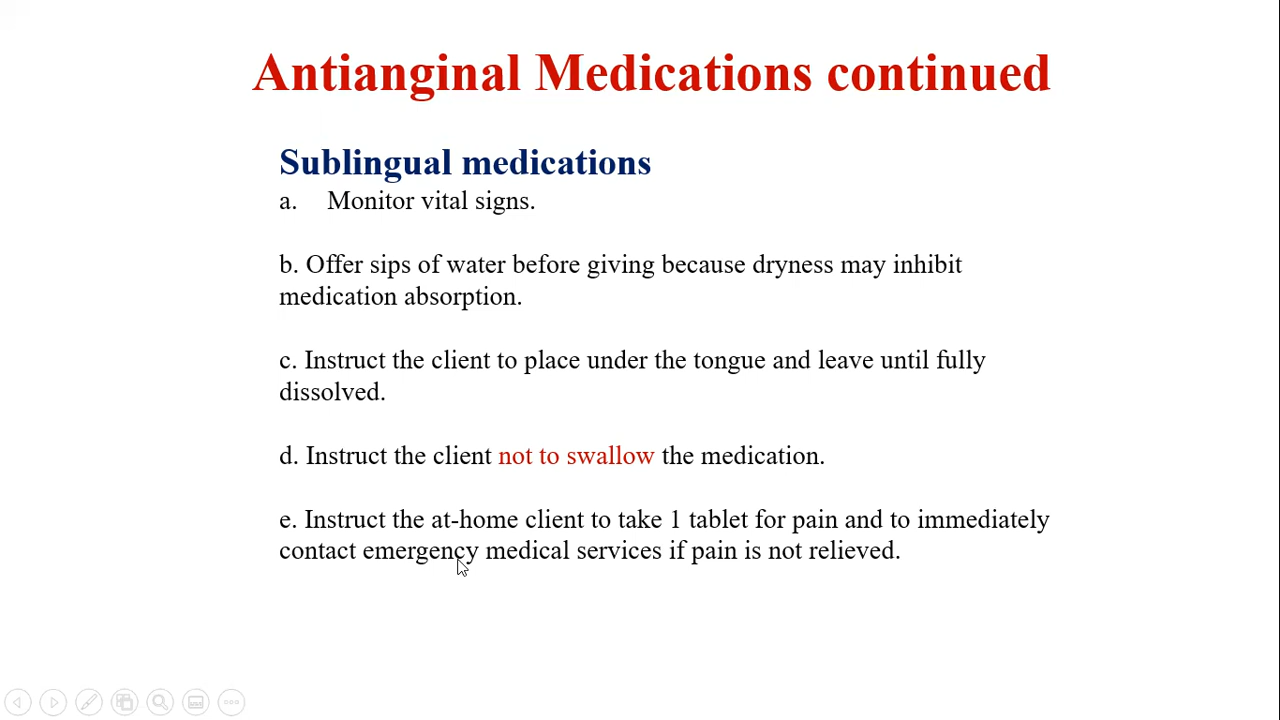 Antianginal Medications continued
Sublingual medications
a. Monitor vital signs.
b. Offer sips of water before giving because dryness may inhibit
medication absorption.
c. Instruct the client to place under the tongue and leave until fully
dissolved.
d. Instruct the client not to swallow the medication.
e. Instruct the at-home client to take 1 tablet for pain and to immediately
contact emergency medical services if pain is not relieved.